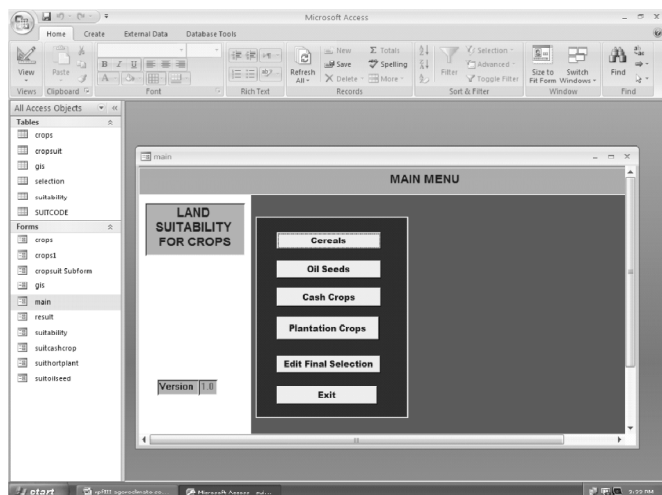 Microsoft Access
Home Create External Data Database Tools
View
Paste
B I U
A
Refresh
All
New
Save
Delete
Totals
Spelling
More
Filter
Selection
Advanced
Toggle Filter
Size to
Fit Form
Switch
Windows
Find
Views Clipboard Font Rich Text Records Sort & Filter Window Find
All Access Objects
Tables
crops
cropsuit
gis
selection
suitability
SUITCODE
Forms
crops
crops1
cropsuit Subform
gis
main
result
suitability
suitcashcrop
suithortplant
suitoilseed
main
MAIN MENU
LAND
SUITABILITY
FOR CROPS
Cereals
Oil Seeds
Cash Crops
Plantation Crops
Edit Final Selection
Exit
Version 1.0
start
Microsoft Access